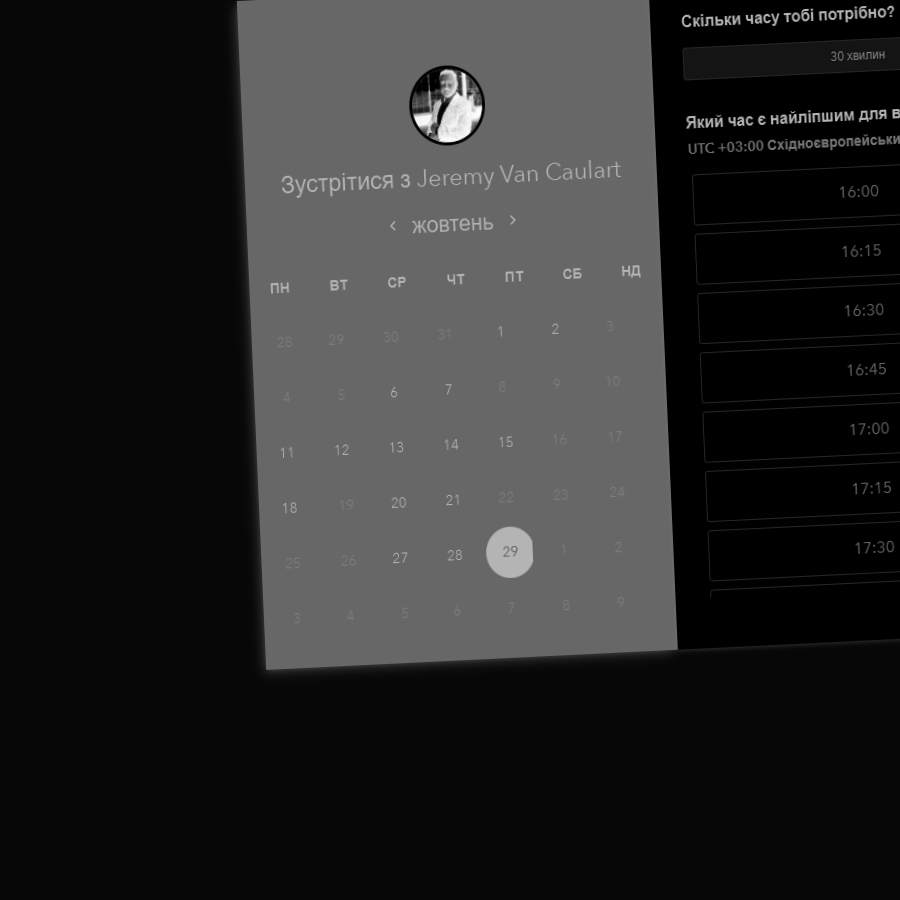 Зустрітися з Jeremy Van Caulart
‹ жовтень ›
ПН ВТ СР ЧТ ПТ СБ НД
28 29 30 31 1 2 3
4 5 6 7 8 9 10
11 12 13 14 15 16 17
18 19 20 21 22 23 24
25 26 27 28 29 1 2
3 4 5 6 7 8 9
Скільки часу тобі потрібно?
30 хвилин
Який час є найліпшим для
UTC +03:00
16:00
16:15
16:30
16:45
17:00
17:15
17:30